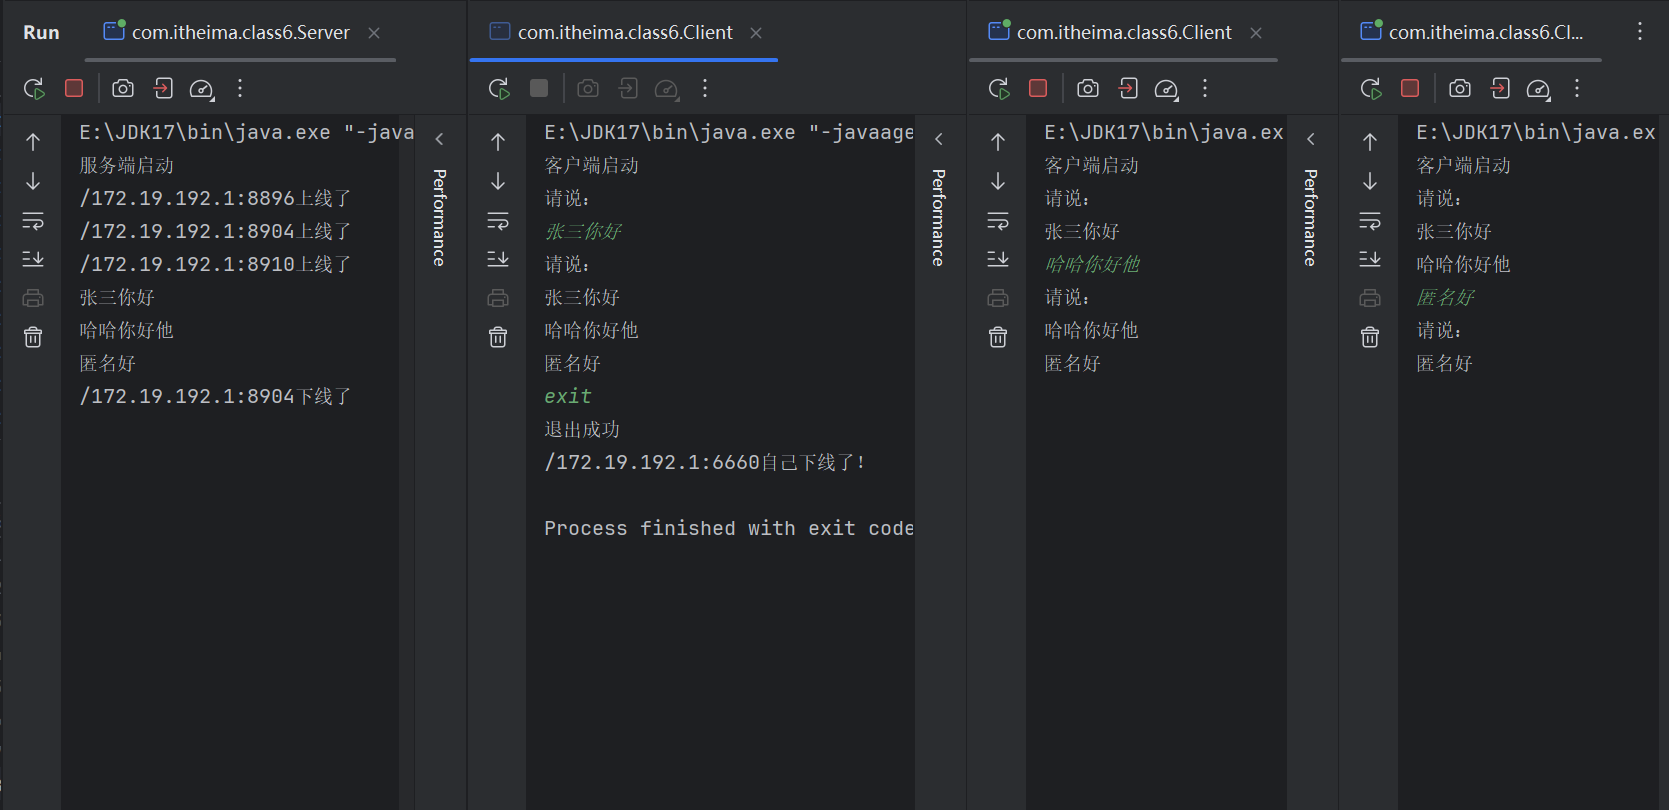 Run
com.itheima.class6.Server
com.itheima.class6.Client
com.itheima.class6.Client
com.itheima.class6.Cl...
E:\JDK17\bin\java.exe "-java
服务端启动
/172.19.192.1:8896上线了
/172.19.192.1:8904上线了
/172.19.192.1:8910上线了
张三你好
哈哈你好他
匿名好
/172.19.192.1:8904下线了
Performance
E:\JDK17\bin\java.exe "-javaage
客户端启动
请说：
张三你好
请说：
张三你好
哈哈你好他
匿名好
exit
退出成功
/172.19.192.1:6660自己下线了！
Process finished with exit code
Performance
E:\JDK17\bin\java.ex
客户端启动
请说：
张三你好
哈哈你好他
请说：
哈哈你好他
匿名好
Performance
E:\JDK17\bin\java.ex
客户端启动
请说：
张三你好
哈哈你好他
匿名好
请说：
匿名好